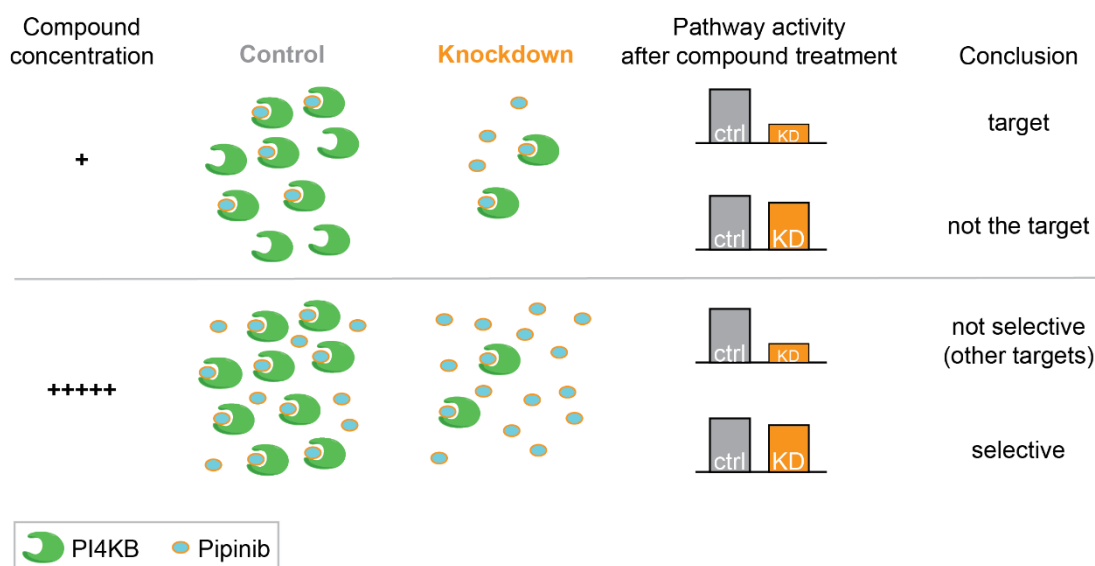 Compound
concentration
Control
Knockdown
Pathway activity
after compound treatment
Conclusion
+
ctrl
KD
target
ctrl
KD
not the target
+++++
ctrl
KD
not selective
(other targets)
ctrl
KD
selective
PI4KB
Pipinib